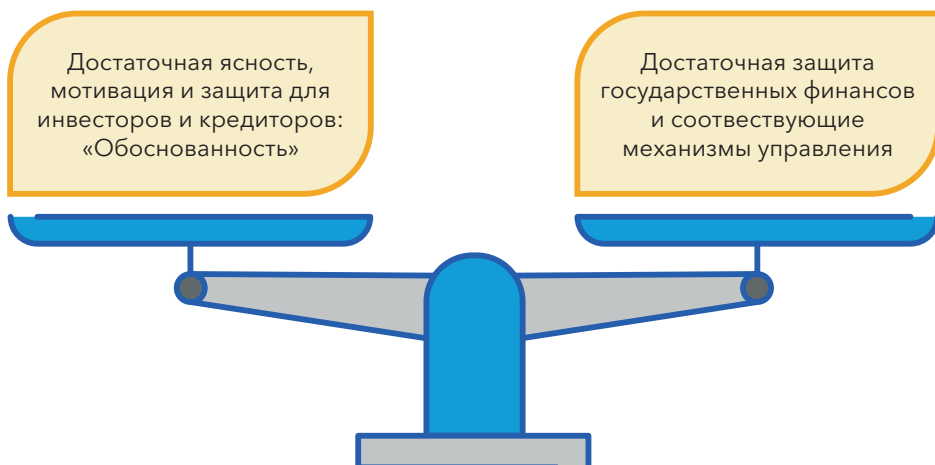 Достаточная ясность,
мотивация и защита для
инвесторов и кредиторов:
«Обоснованность»
Достаточная защита
государственных финансов
и соотвествующие
механизмы управления